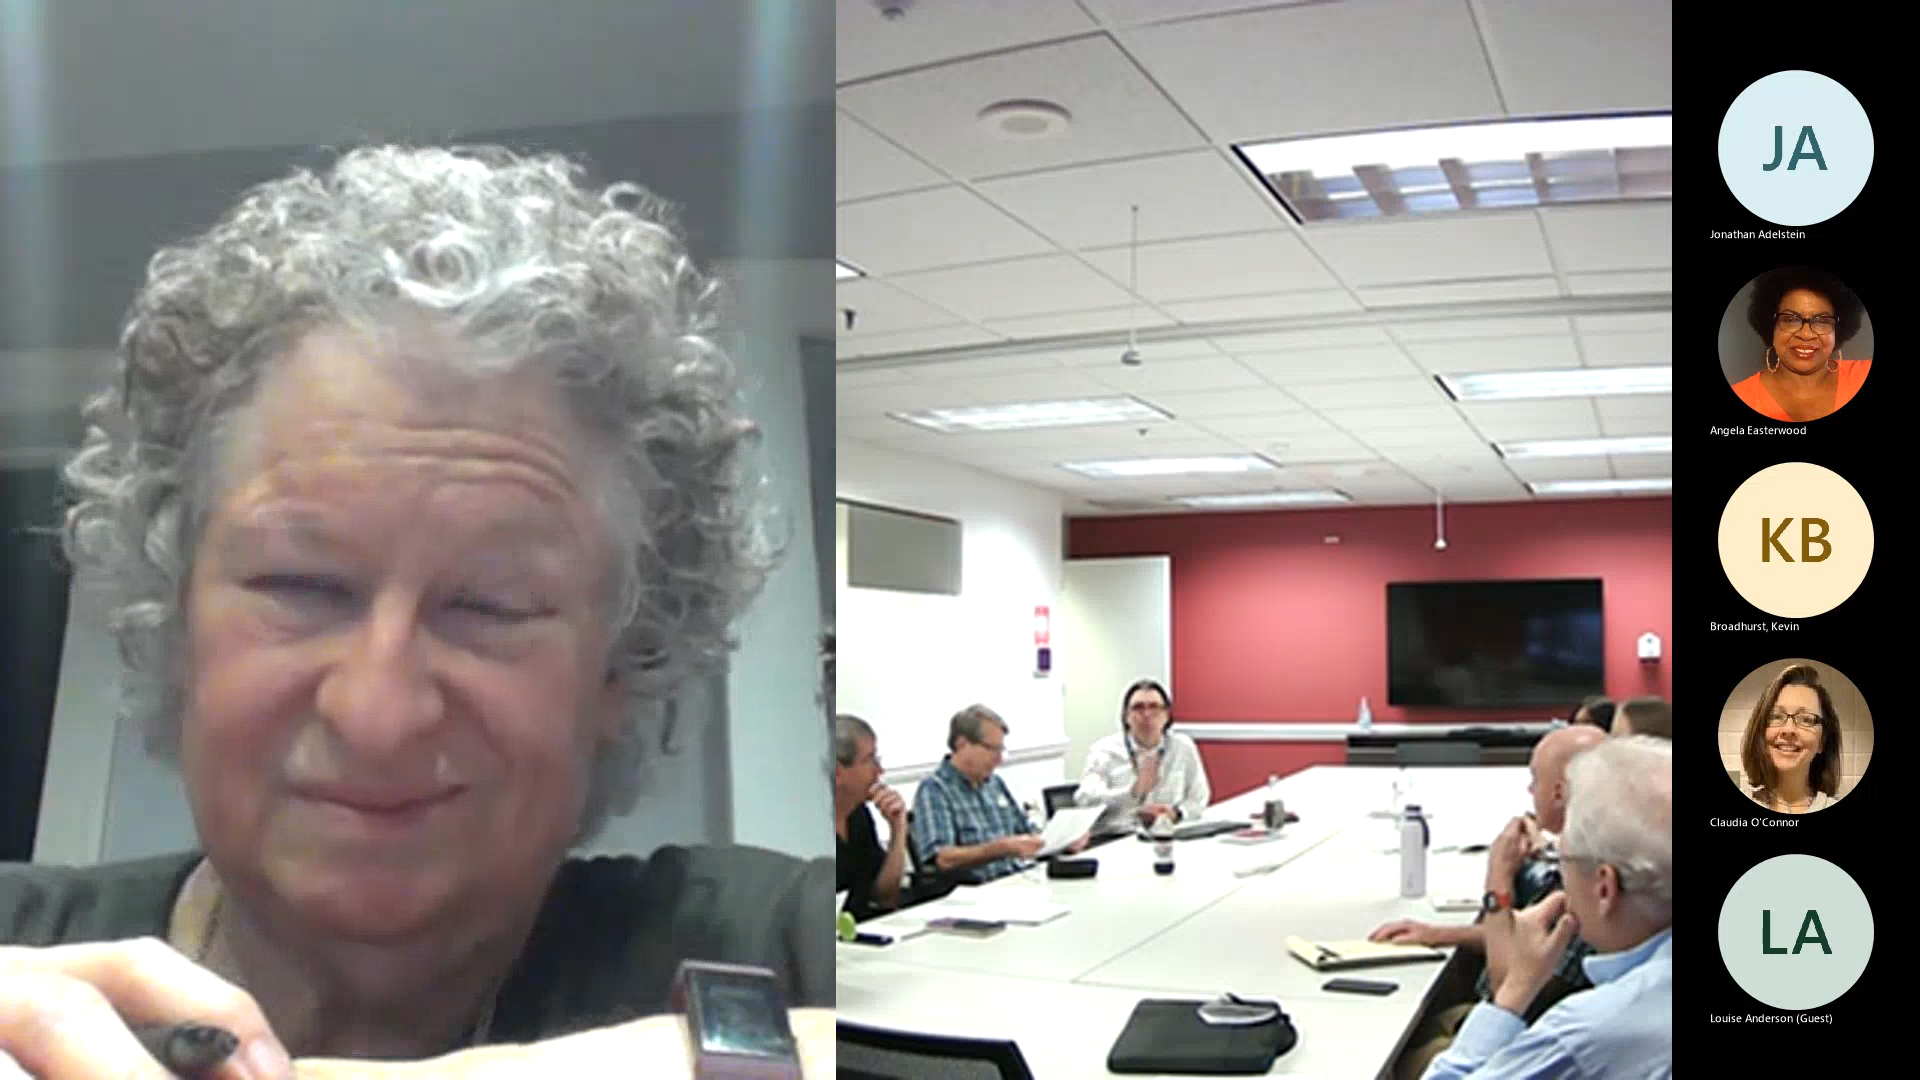 JA
Jonathan Adelstein
Angela Easterwood
KB
Broadhurst, Kevin
Claudia O'Connor
LA
Louise Anderson (Guest)